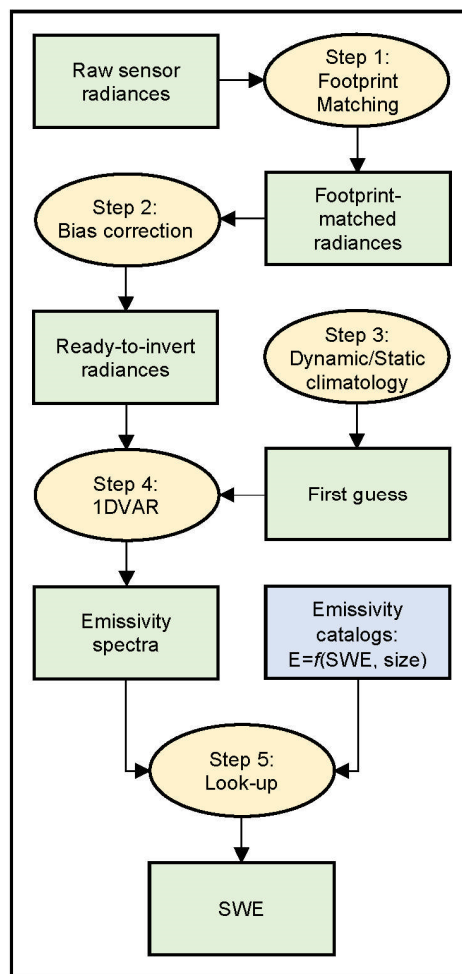 Raw sensor
radiances
Step 1:
Footprint
Matching
Step 2:
Bias correction
Footprint-
matched
radiances
Ready-to-invert
radiances
Step 3:
Dynamic/Static
climatology
Step 4:
1DVAR
First guess
Emissivity
spectra
Emissivity
catalogs:
E=f(SWE, size)
Step 5:
Look-up
SWE